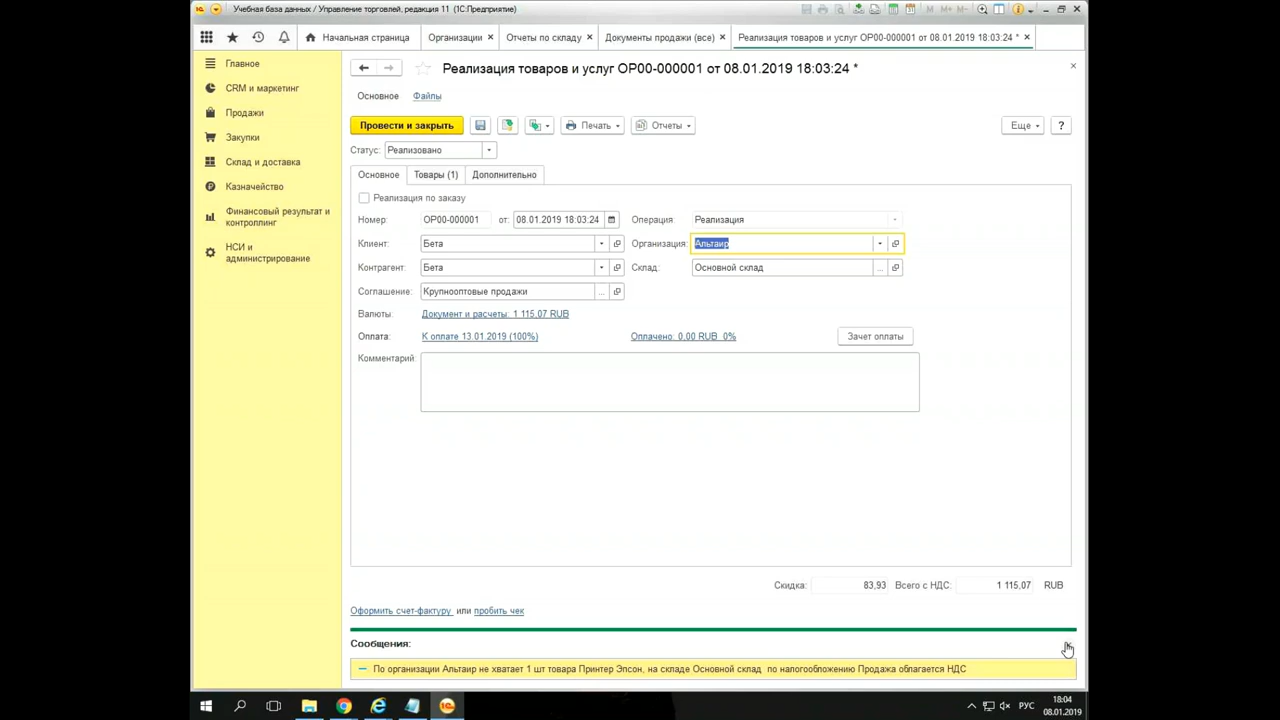 Учебная база данных / Управление торговлей, редакция 11 (1С:Предприятие)
Начальная страница
Организации
Отчеты по складу
Документы продажи (все)
Реализация товаров и услуг ОР00-000001 от 08.01.2019 18:03:24 *
Главное
CRM и маркетинг
Продажи
Закупки
Склад и доставка
Казначейство
Финансовый результат и
контроллинг
НСИ и
администрирование
Реализация товаров и услуг ОР00-000001 от 08.01.2019 18:03:24 *
Основное Файлы
Провести и закрыть Печать Отчеты Еще ?
Статус: Реализовано
Основное Товары (1) Дополнительно
Реализация по заказу
Номер: ОР00-000001 от: 08.01.2019 18:03:24 Операция: Реализация
Клиент: Бета Организация: Альтаир
Контрагент: Бета Склад: Основной склад
Соглашение: Крупнооптовые продажи
Валюты: Документ и расчеты: 1 115,07 RUB
Оплата: К оплате 13.01.2019 (100%) Оплачено: 0,00 RUB 0% Зачет оплаты
Комментарий:
Скидка: 83,93 Всего с НДС: 1 115,07 RUB
Оформить счет-фактуру или пробить чек
Сообщения:
По организации Альтаир не хватает 1 шт товара Принтер Эпсон, на складе Основной склад по налогообложению Продажа облагается НДС
РУС
18:04
08.01.2019